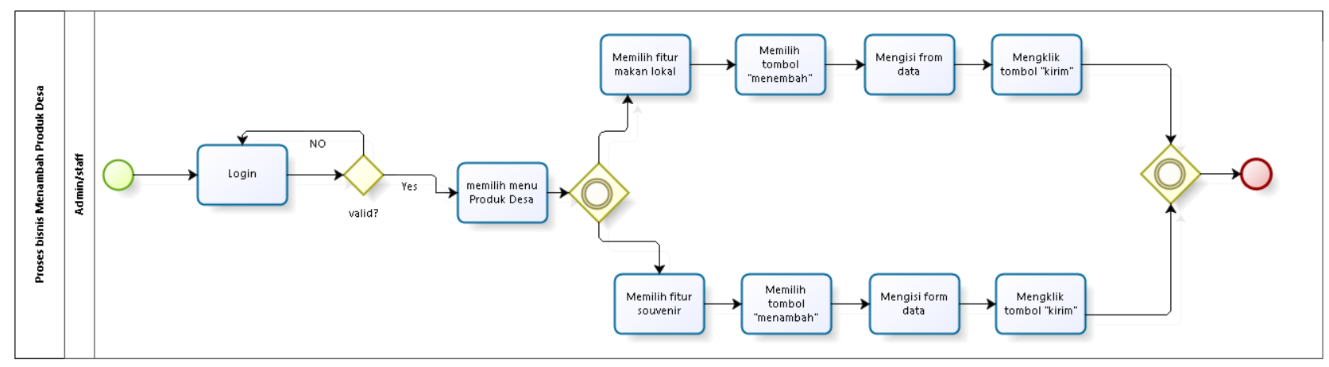 Proses bisnis Menambah Produk Desa
Admin/staff
Login
NO
valid?
Yes
memilih menu
Produk Desa
Memilih fitur
makan lokal
Memilih
tombol
"menembah"
Mengisi from
data
Mengklik
tombol "kirim"
Memilih fitur
souvenir
Memilih
tombol
"menambah"
Mengisi form
data
Mengklik
tombol "kirim"